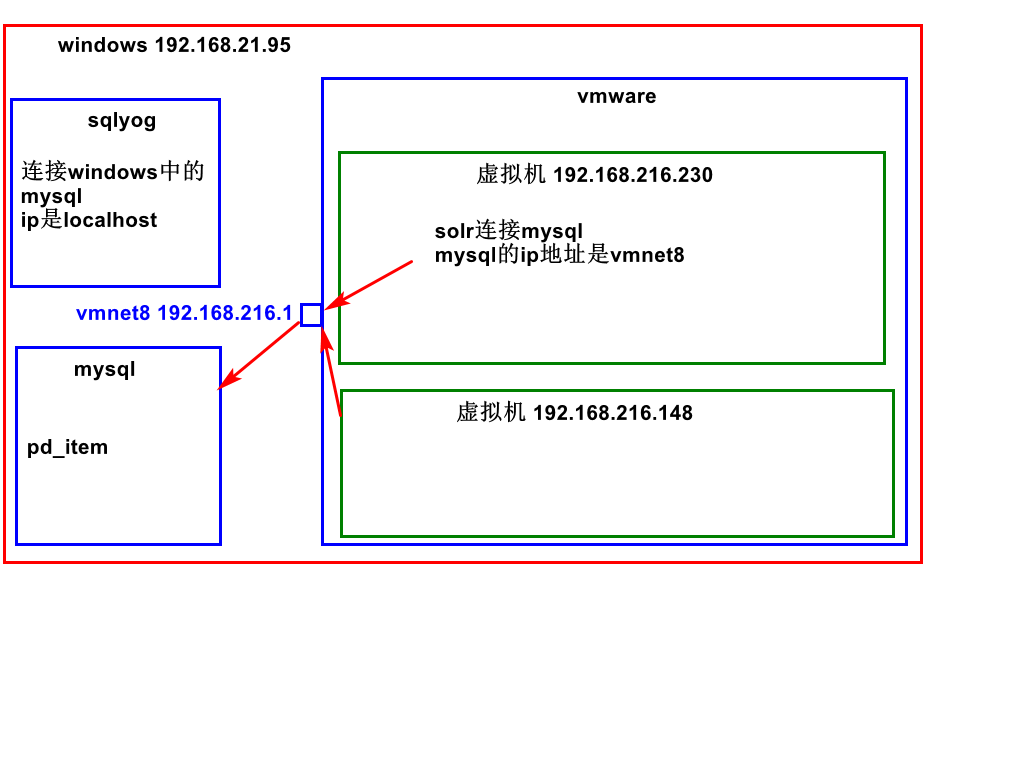 windows 192.168.21.95
vmware
sqlyog
连接windows中的
mysql
ip是localhost
虚拟机 192.168.216.230
solr连接mysql
mysql的ip地址是vmnet8
vmnet8 192.168.216.1
mysql
pd_item
虚拟机 192.168.216.148